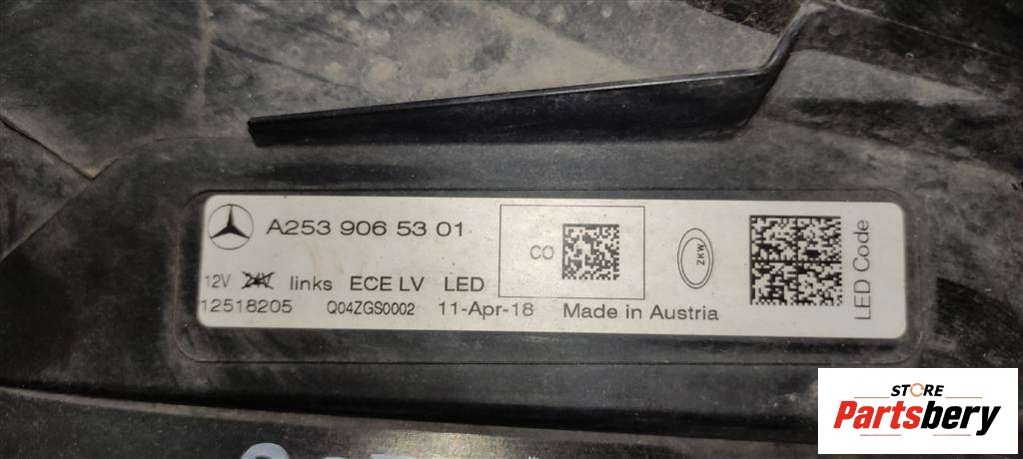 A253 906 53 01
CO
ZKW
LED Code
12V 24V links ECE LV LED
12518205 Q04ZGS0002 11-Apr-18 Made in Austria
STORE
Partsbery